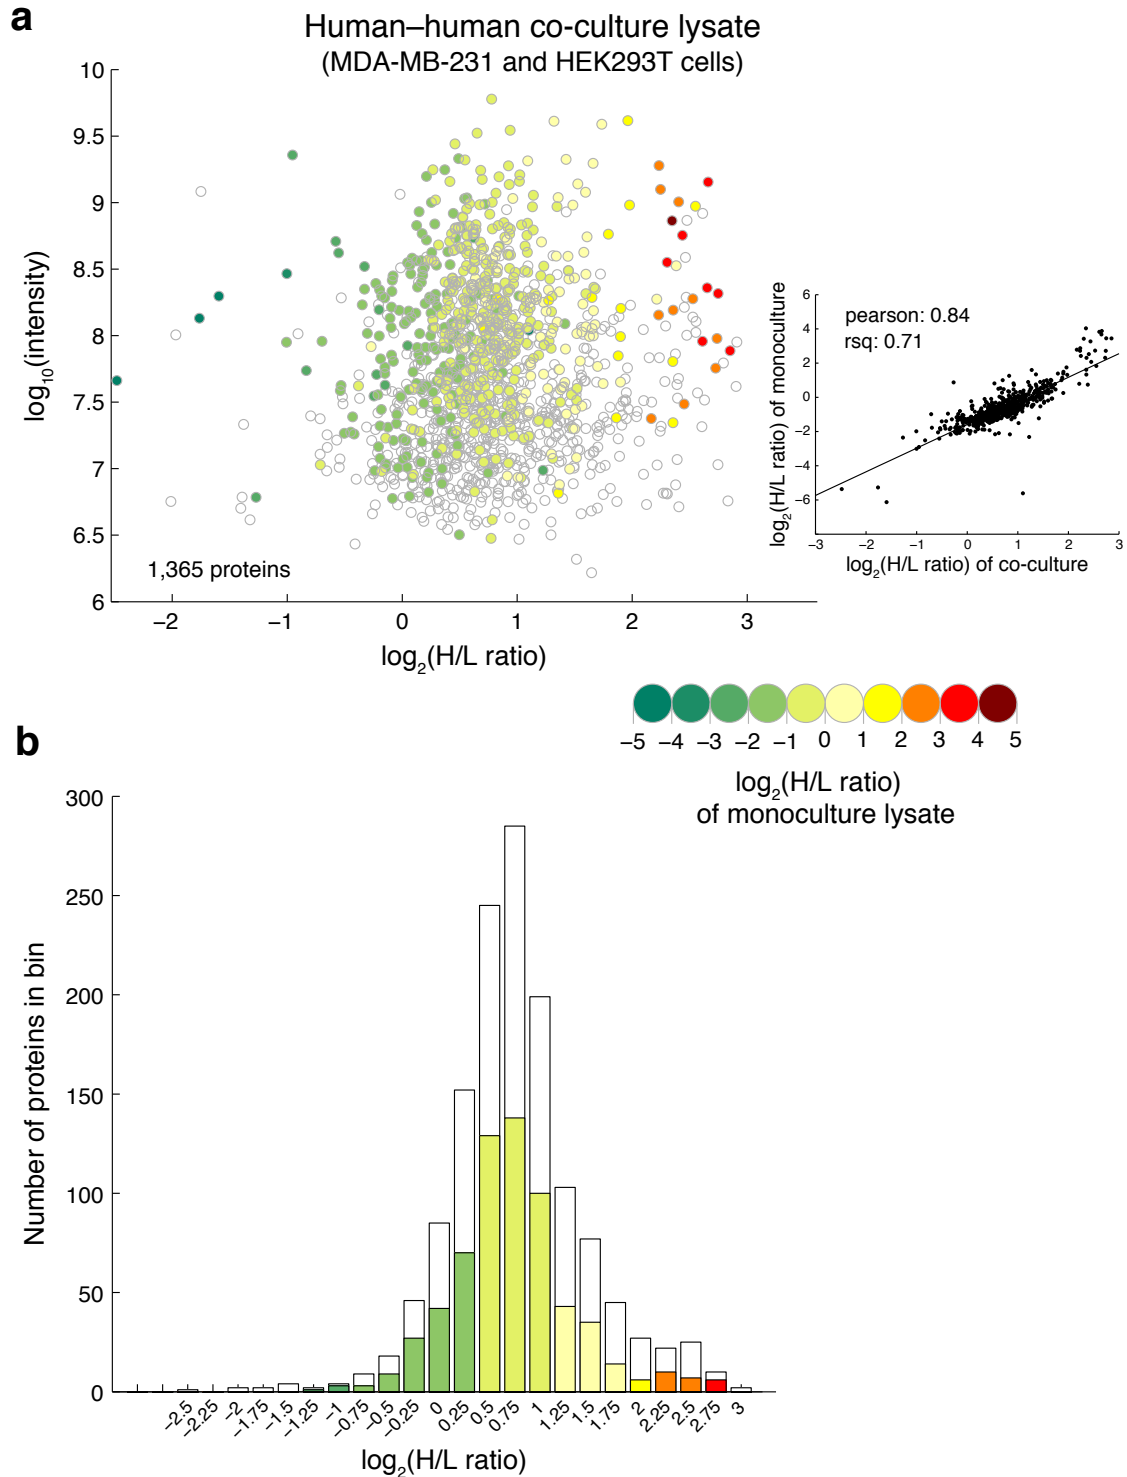 a
Human–human co-culture lysate
(MDA-MB-231 and HEK293T cells)
10
9.5
9
8.5
8
7.5
7
6.5
6
log10(intensity)
1,365 proteins
−2 −1 0 1 2 3
log2(H/L ratio)
6
4
2
0
−2
−4
−6
log2(H/L ratio) of monoculture
pearson: 0.84
rsq: 0.71
−3 −2 −1 0 1 2 3
log2(H/L ratio) of co-culture
−5 −4 −3 −2 −1 0 1 2 3 4 5
log2(H/L ratio)
of monoculture lysate
b
300
250
200
150
100
50
0
Number of proteins in bin
−2.5 −2.25 −2 −1.75 −1.5 −1.25 −1 −0.75 −0.5 −0.25 0 0.25 0.5 0.75 1 1.25 1.5 1.75 2 2.25 2.5 2.75 3
log2(H/L ratio)